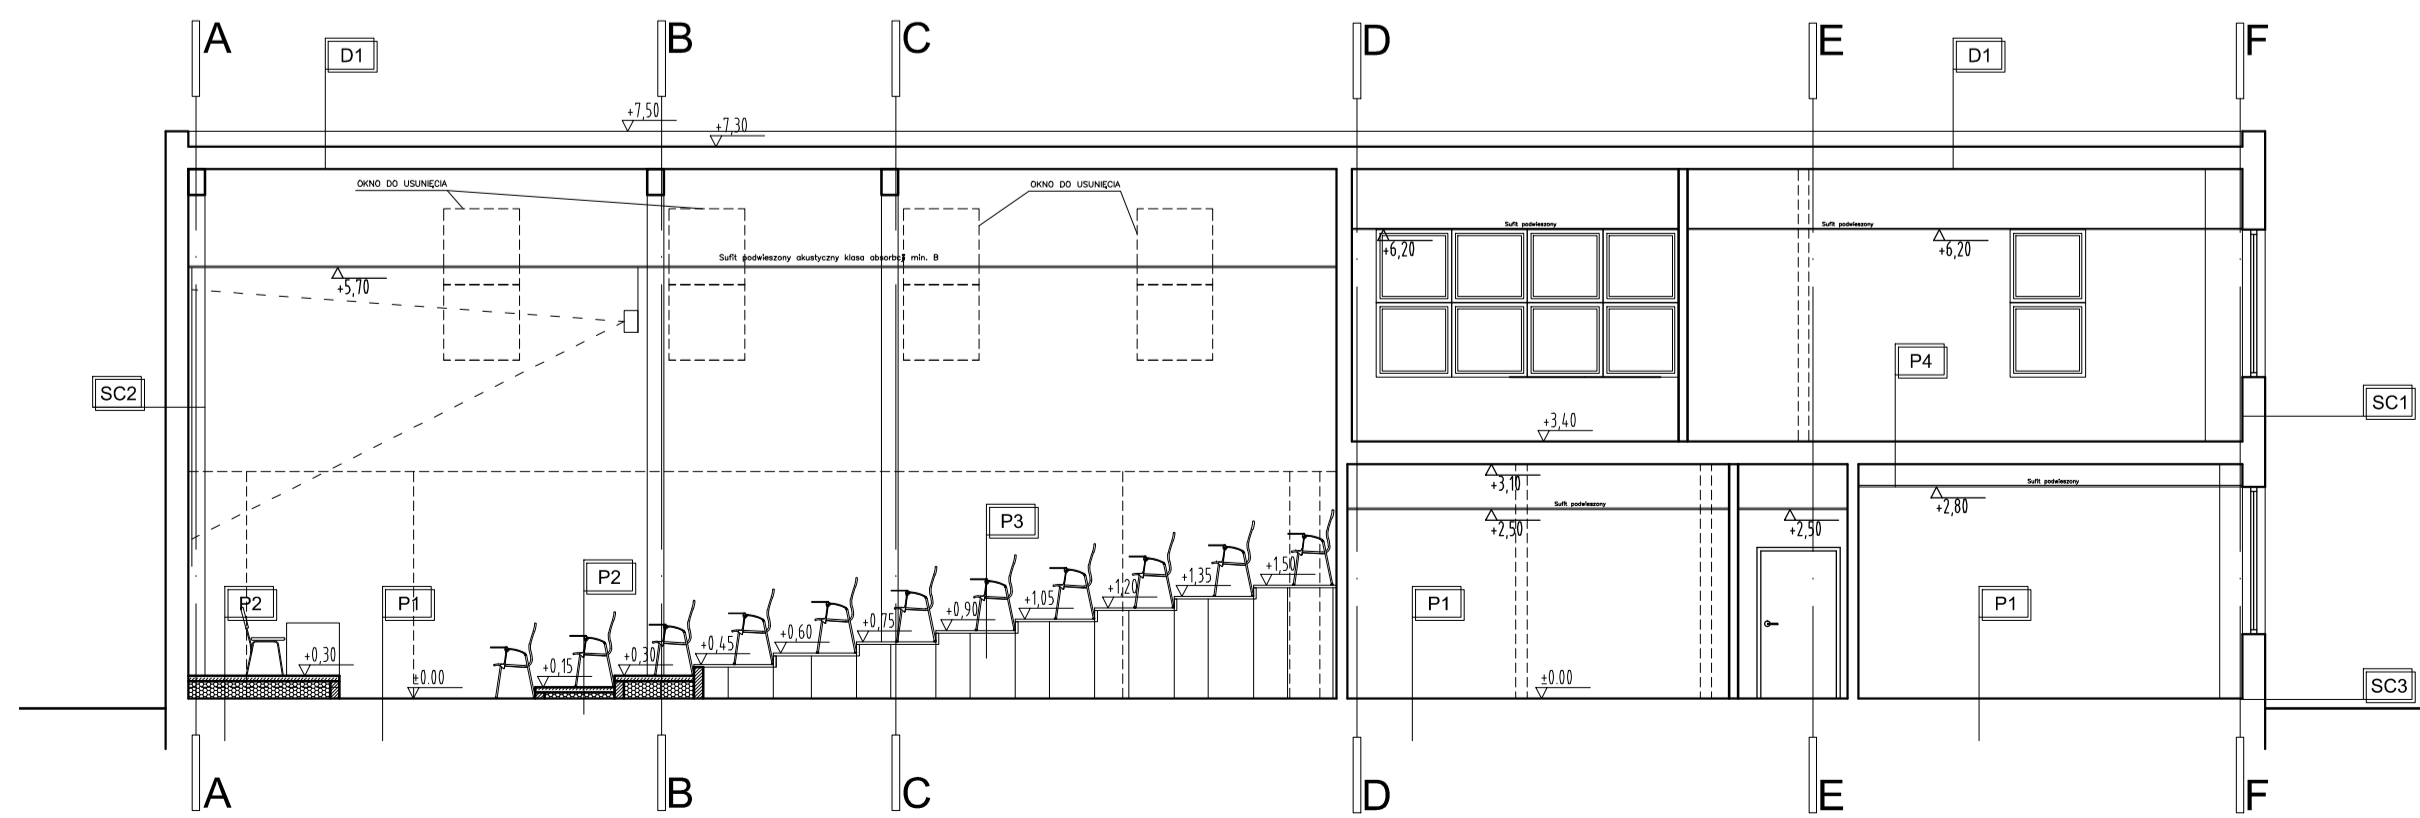 A
B
C
D
E
F
D1
D1
+7,50
+7,30
OKNO DO USUNIĘCIA
OKNO DO USUNIĘCIA
Sufit podwieszony
Sufit podwieszony
+6,20
+6,20
Sufit podwieszony akustyczny klasa absorbcji min. B
+5,70
P4
SC2
SC1
+3,40
+3,10
Sufit podwieszony
Sufit podwieszony
+2,80
+2,50
+2,50
P3
P2
P2
P1
P1
P1
+1,50
+1,35
+1,20
+1,05
+0,90
+0,75
+0,60
+0,45
+0,30
+0,15
+0,30
±0.00
±0.00
SC3
A
B
C
D
E
F